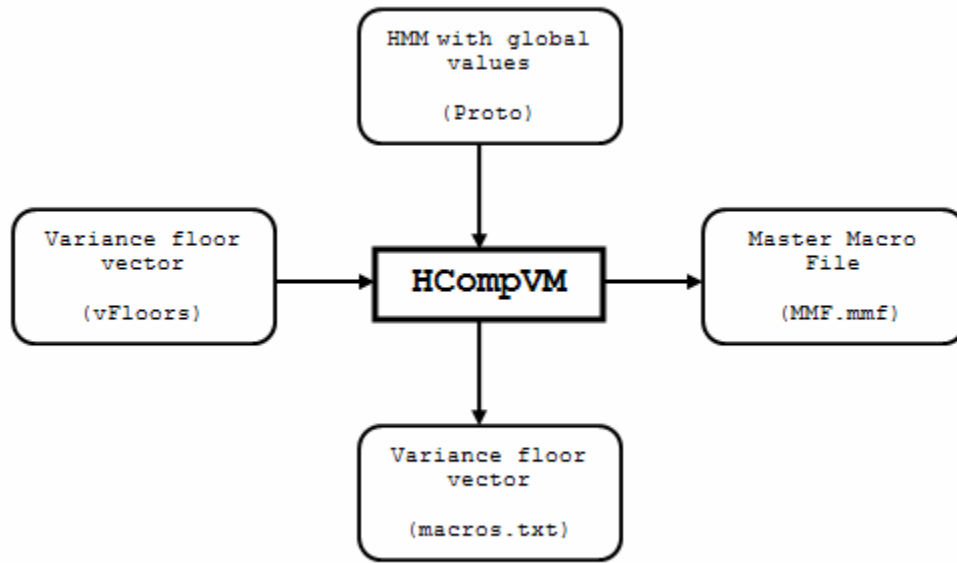 HMM with global
values
(Proto)
Variance floor
vector
(vFloors)
HCompVM
Master Macro
File
(MMF.mmf)
Variance floor
vector
(macros.txt)